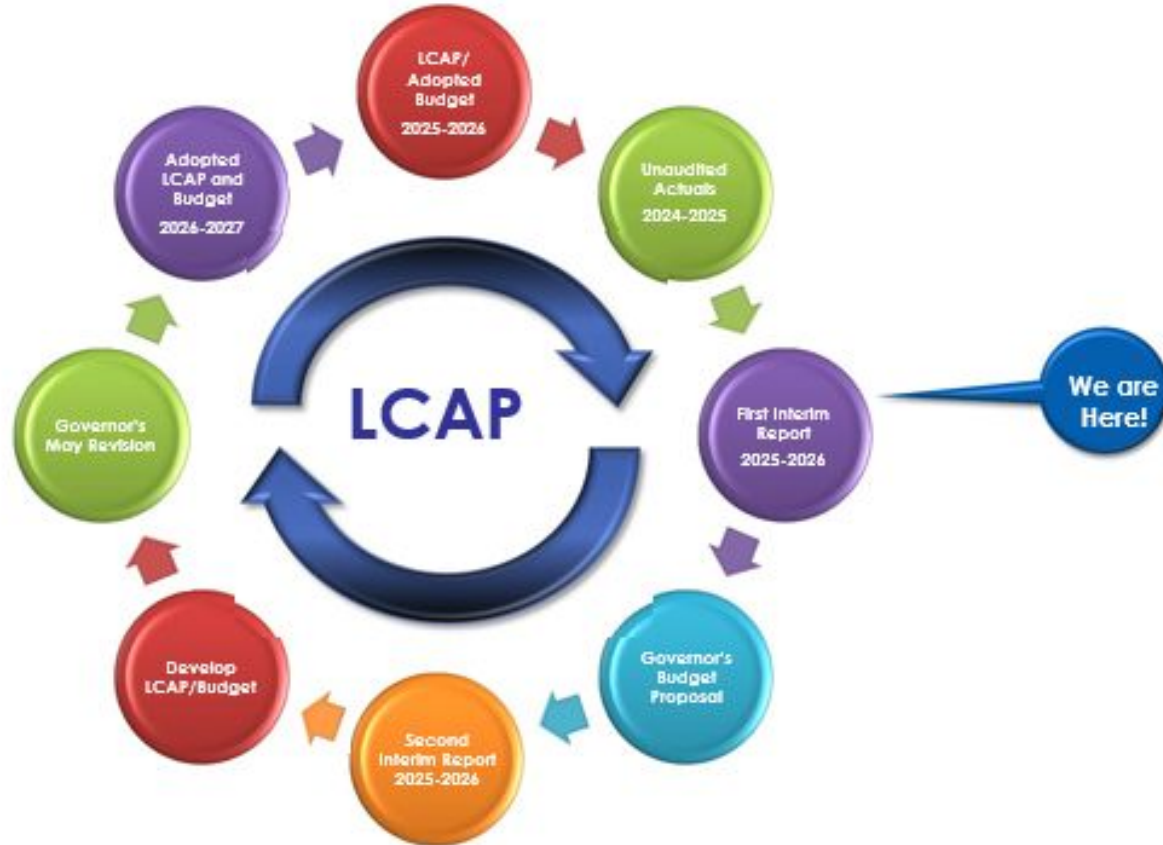 LCAP/
Adopted
Budget
2025-2026
Unaudited
Actuals
2024-2025
First Interim
Report
2025-2026
We are
Here!
Governor's
Budget
Proposal
Second
Interim Report
2025-2026
Develop
LCAP/Budget
Governor's
May Revision
Adopted
LCAP and
Budget
2026-2027
LCAP